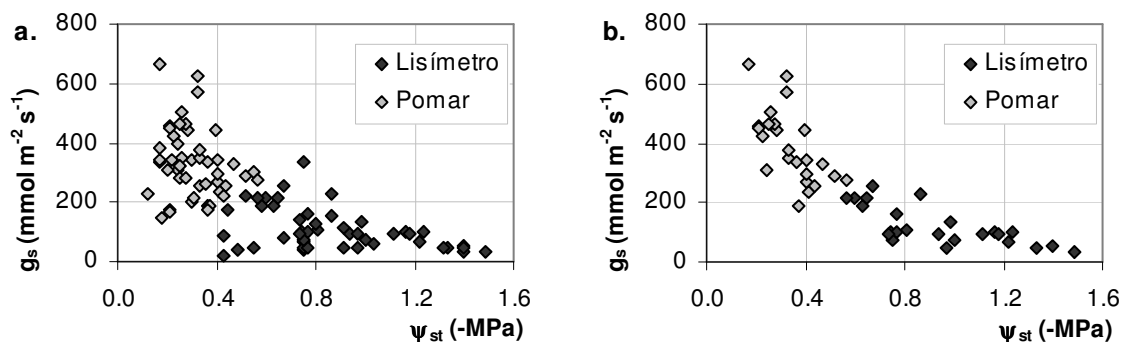 a.
800
600
400
200
0
gs (mmol m-2 s-1)
Lisímetro
Pomar
0.0 0.4 0.8 1.2 1.6
ψst (-MPa)
b.
800
600
400
200
0
gs (mmol m-2 s-1)
Lisímetro
Pomar
0.0 0.4 0.8 1.2 1.6
ψst (-MPa)